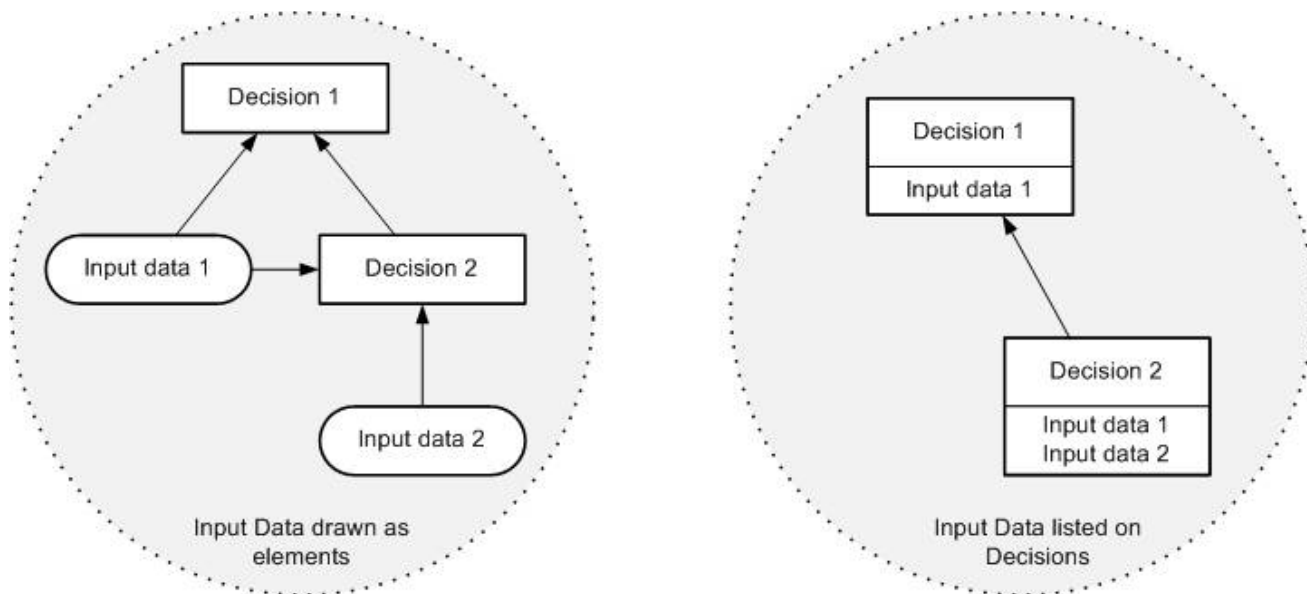 Decision 1
Input data 1
Decision 2
Input data 2
Input Data drawn as
elements
Decision 1
Input data 1
Decision 2
Input data 1
Input data 2
Input Data listed on
Decisions